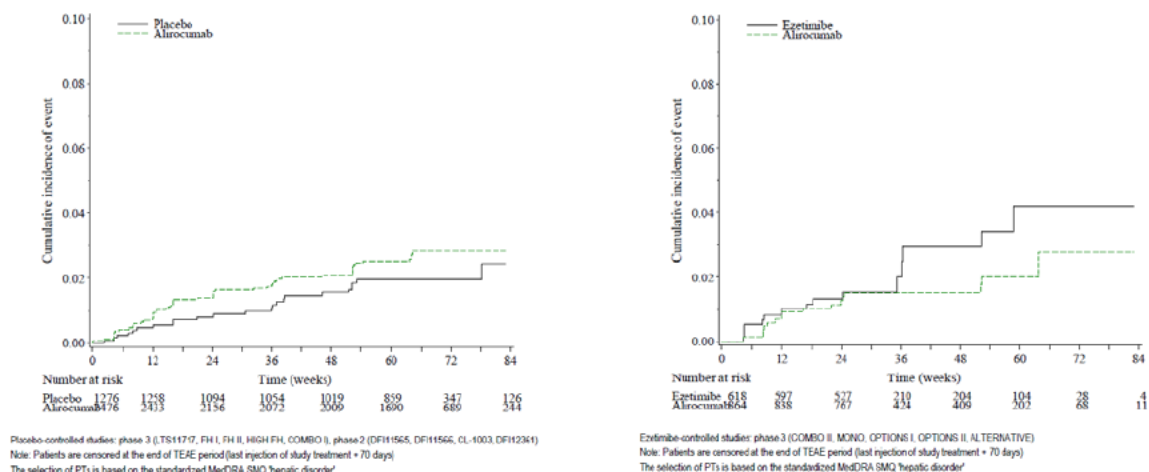 0.10
Placebo
Alirocumab
0.08
0.06
0.04
0.02
0.00
Cumulative incidence of event
0 12 24 36 48 60 72 84
Number at risk Time (weeks)
Placebo 1276 1258 1094 1054 1019 859 347 126
Alirocumab 2476 2433 2156 2072 2009 1690 689 244
Placebo-controlled studies: phase 3 (LTS11717, FH I, FH II, HIGH FH, COMBO I), phase 2 (DFI11565, DFI11566, CL-1003, DFI12361)
Note: Patients are censored at the end of TEAE period (last injection of study treatment + 70 days)
The selection of PTs is based on the standardized MedDRA SMQ 'hepatic disorder'
0.10
Ezetimibe
Alirocumab
0.08
0.06
0.04
0.02
0.00
Cumulative incidence of event
0 12 24 36 48 60 72 84
Number at risk Time (weeks)
Ezetimibe 618 597 527 210 204 104 28 4
Alirocumab 864 838 767 424 409 202 68 11
Ezetimibe-controlled studies: phase 3 (COMBO II, MONO, OPTIONS I, OPTIONS II, ALTERNATIVE)
Note: Patients are censored at the end of TEAE period (last injection of study treatment + 70 days)
The selection of PTs is based on the standardized MedDRA SMQ 'hepatic disorder'